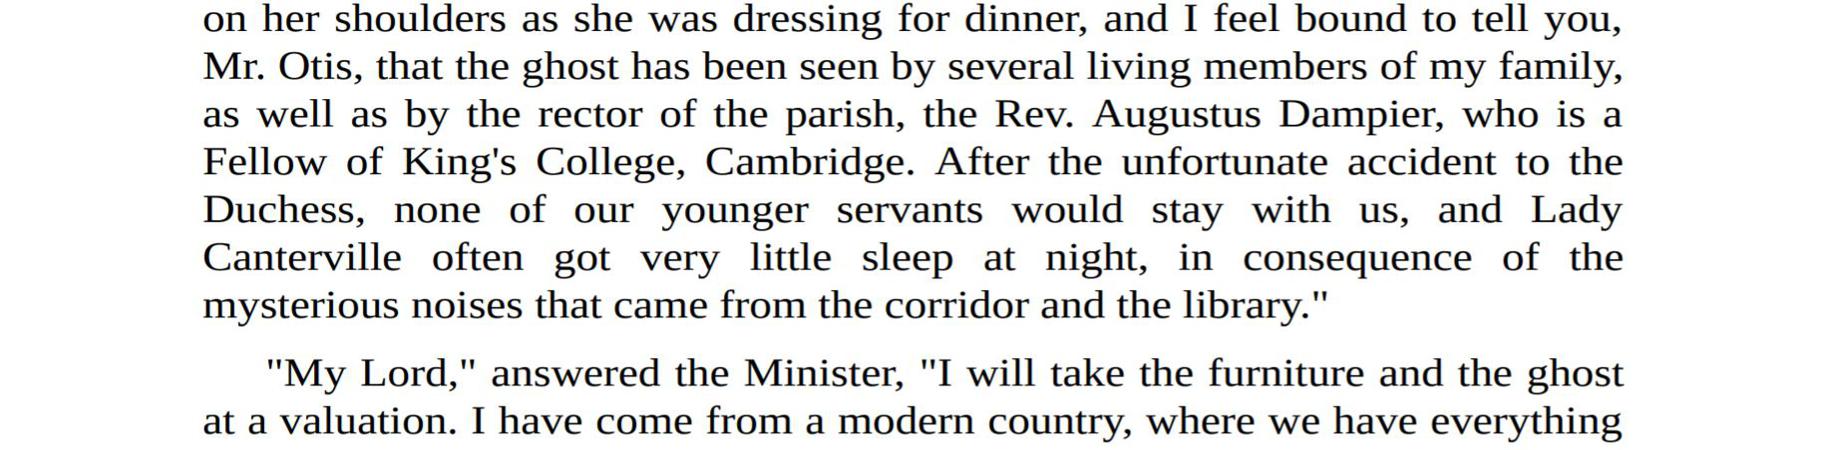 on her shoulders as she was dressing for dinner, and I feel bound to tell you,
Mr. Otis, that the ghost has been seen by several living members of my family,
as well as by the rector of the parish, the Rev. Augustus Dampier, who is a
Fellow of King's College, Cambridge. After the unfortunate accident to the
Duchess, none of our younger servants would stay with us, and Lady
Canterville often got very little sleep at night, in consequence of the
mysterious noises that came from the corridor and the library."
"My Lord," answered the Minister, "I will take the furniture and the ghost
at a valuation. I have come from a modern country, where we have everything